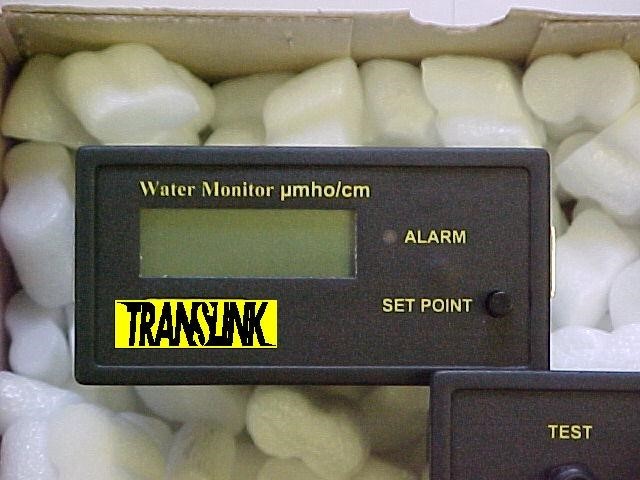 Water Monitor µmho/cm
ALARM
SET POINT
TRANSLINK
TEST